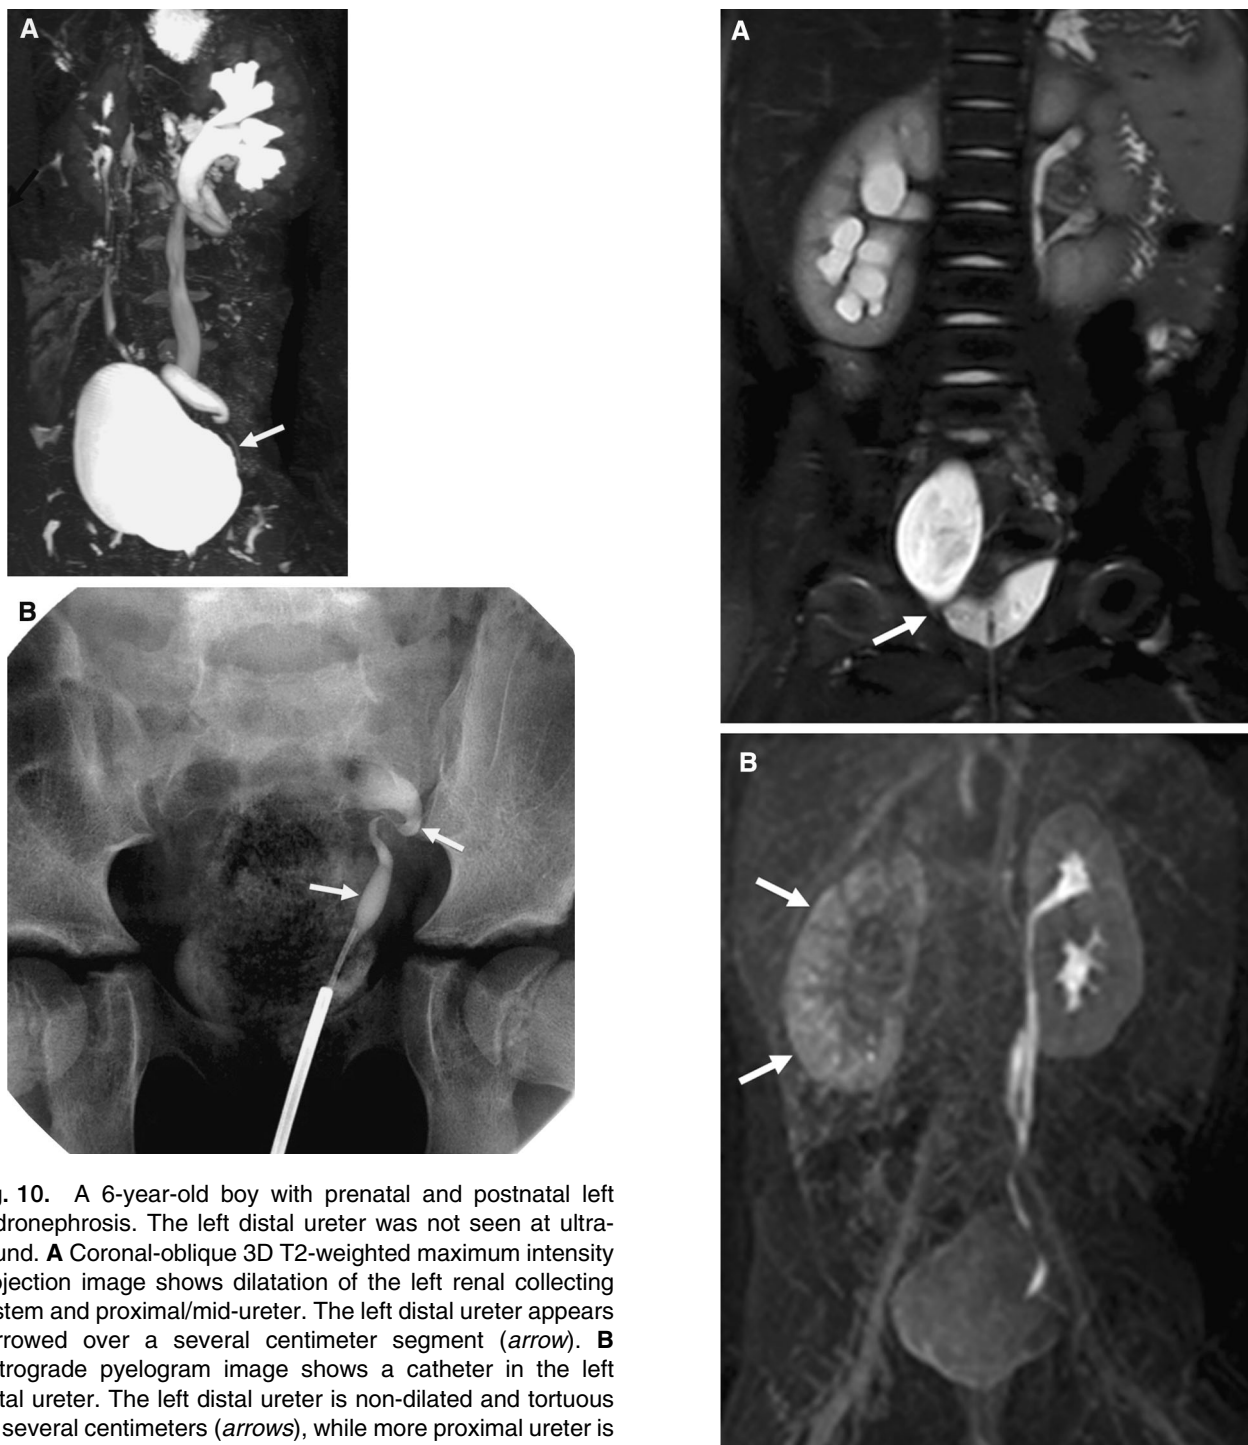 A
B
g. 10. A 6-year-old boy with prenatal and postnatal left
dronephrosis. The left distal ureter was not seen at ultra-
und. A Coronal-oblique 3D T2-weighted maximum intensity
ojection image shows dilatation of the left renal collecting
stem and proximal/mid-ureter. The left distal ureter appears
rrowed over a several centimeter segment (arrow). B
trograde pyelogram image shows a catheter in the left
tal ureter. The left distal ureter is non-dilated and tortuous
several centimeters (arrows), while more proximal ureter is
A
B